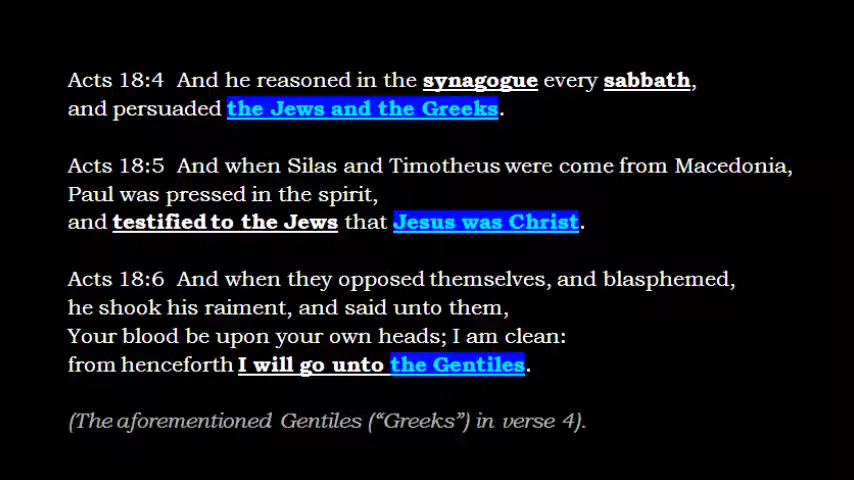 Acts 18:4 And he reasoned in the synagogue every sabbath,
and persuaded the Jews and the Greeks.
Acts 18:5 And when Silas and Timotheus were come from Macedonia,
Paul was pressed in the spirit,
and testified to the Jews that Jesus was Christ.
Acts 18:6 And when they opposed themselves, and blasphemed,
he shook his raiment, and said unto them,
Your blood be upon your own heads; I am clean:
from henceforth I will go unto the Gentiles.
(The aforementioned Gentiles (“Greeks”) in verse 4).